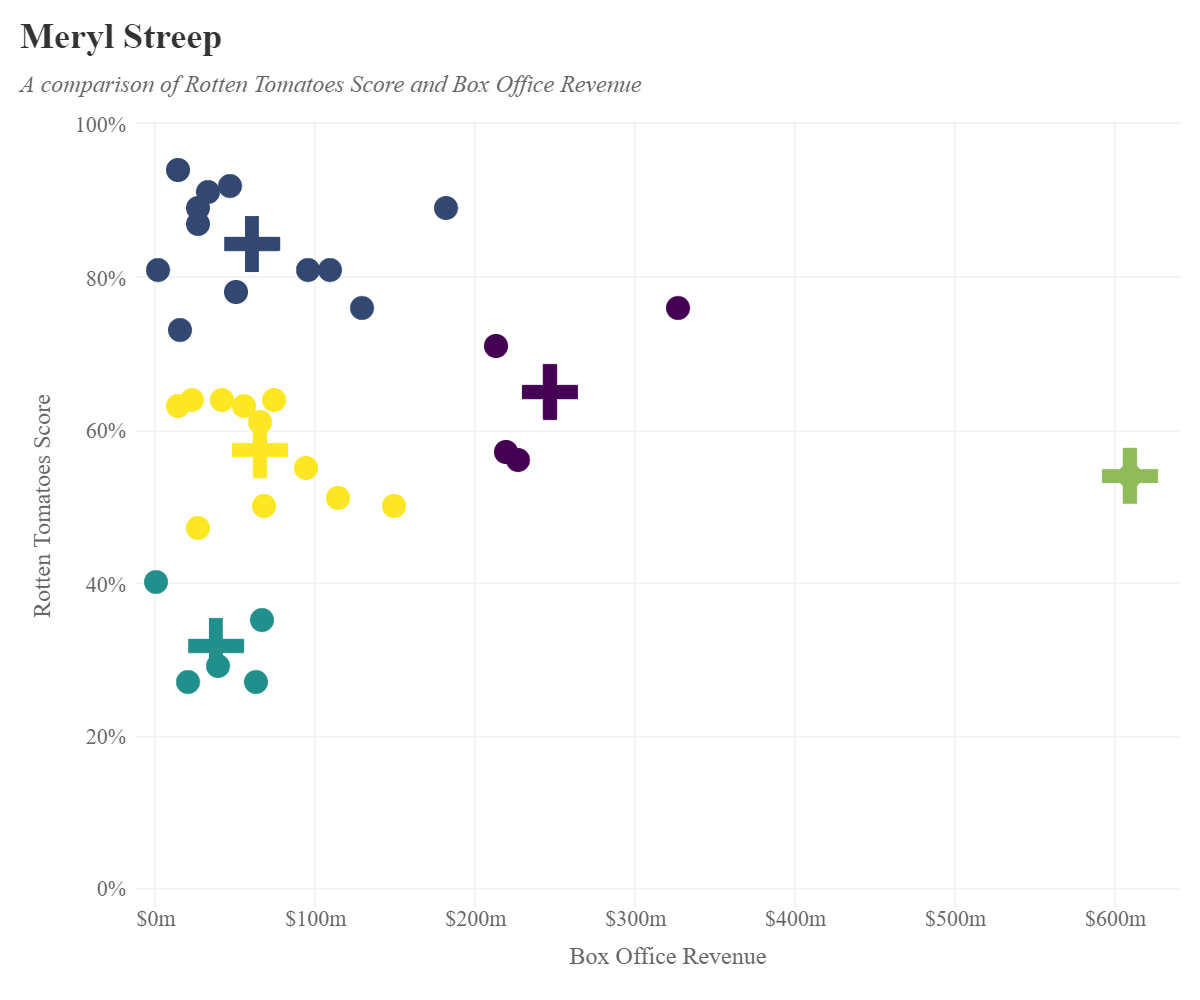 Meryl Streep
A comparison of Rotten Tomatoes Score and Box Office Revenue
100%
80%
60%
40%
20%
0%
Rotten Tomatoes Score
$0m $100m $200m $300m $400m $500m $600m
Box Office Revenue